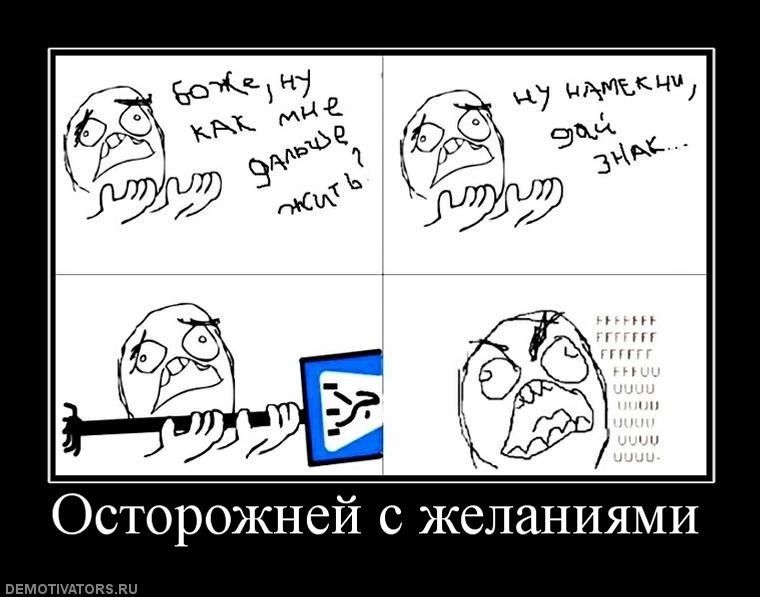 Боже, ну
как мне
дальше
жить?
ну намекни,
дай
знак...
FFFFFFF
FFFFFFF
FFFFFF
FFFUU
UUUU
UUUU
UUUU
UUUU
UUUU-
Осторожней с желаниями
DEMOTIVATORS.RU